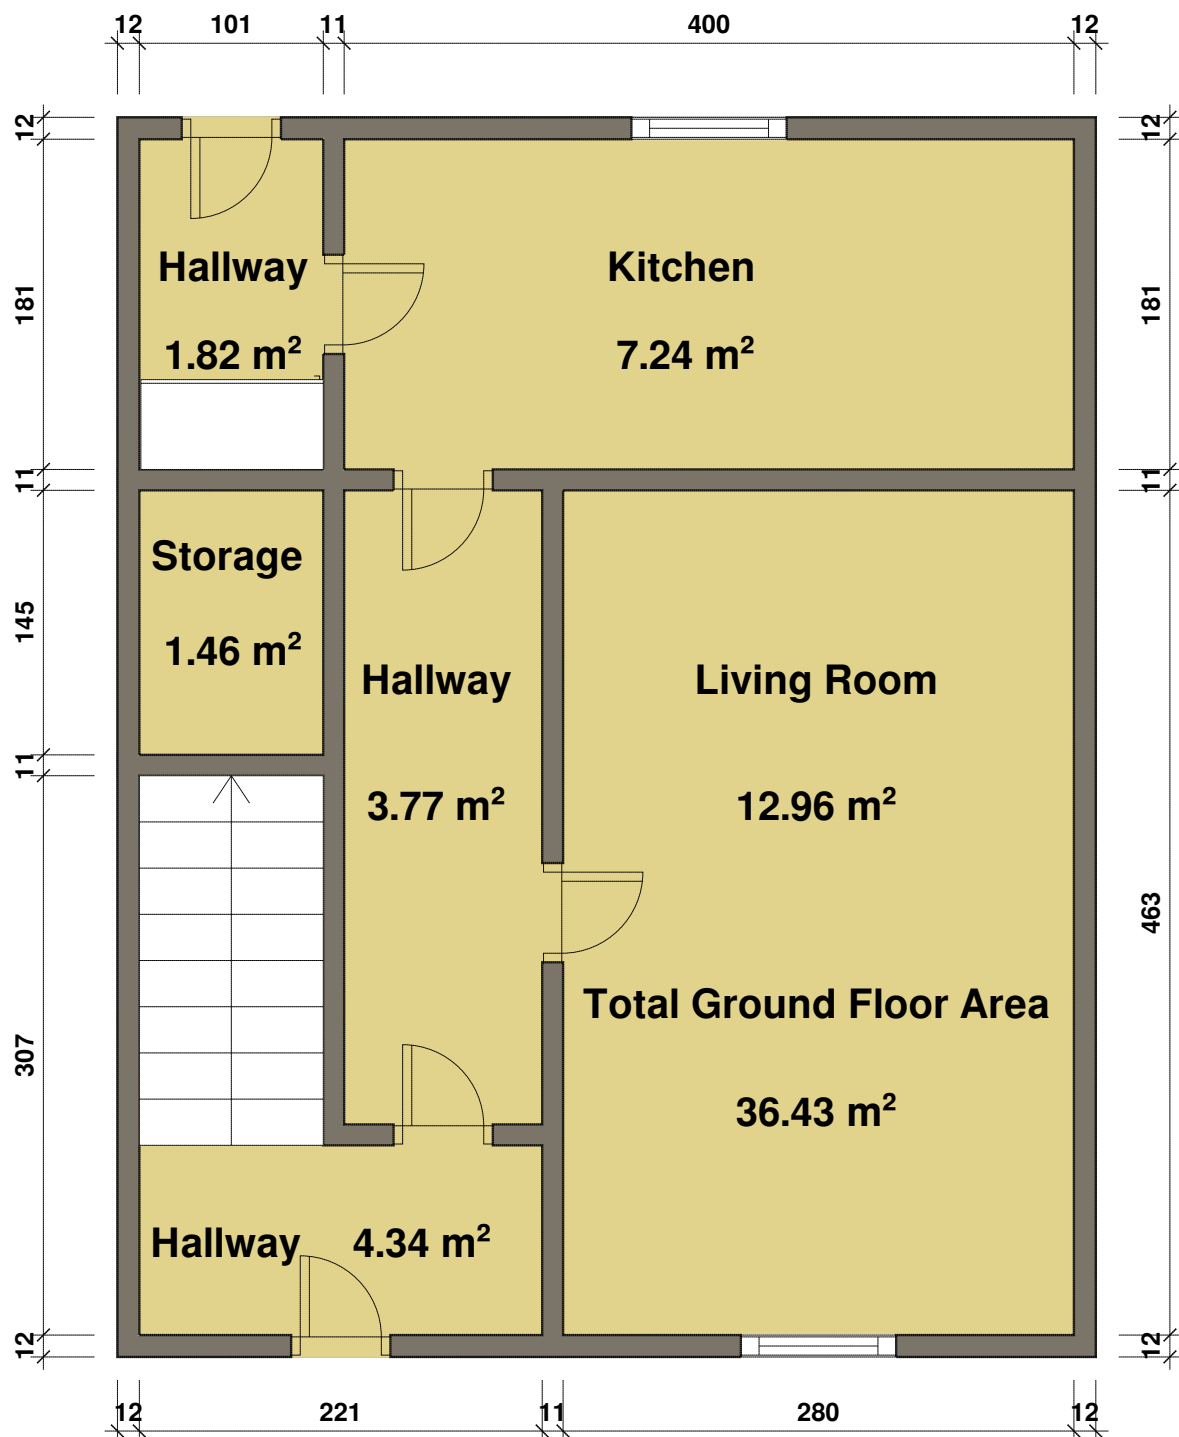 12 101 11 400 12
12 12
Hallway Kitchen
181 181
1.82 m² 7.24 m²
11 11
Storage
145
1.46 m²
Hallway Living Room
11
3.77 m² 12.96 m²
463
Total Ground Floor Area
307
36.43 m²
Hallway 4.34 m²
12 12
12 221 11 280 12